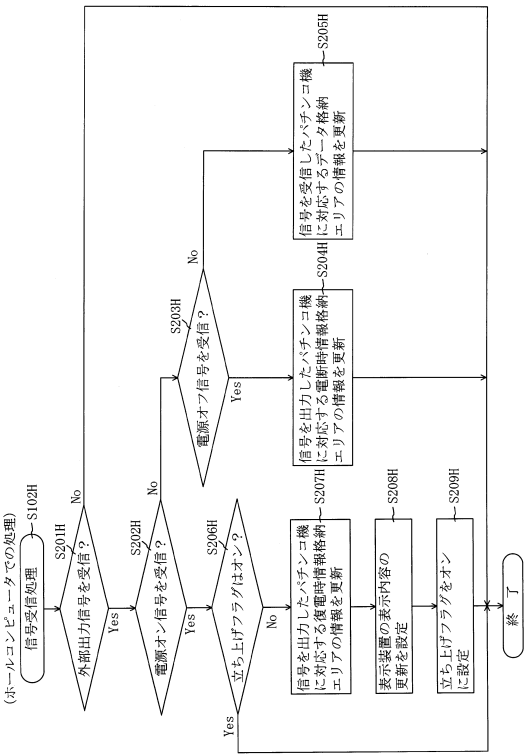 (ホールコンピュータでの処理)
信号受信処理
S102H
外部出力信号を受信？
S201H
No
Yes
電源オン信号を受信？
S202H
No
Yes
電源オフ信号を受信？
S203H
No
Yes
信号を出力したパチンコ機
に対応する電断時情報格納
エリアの情報を更新
S204H
信号を受信したパチンコ機
に対応するデータ格納
エリアの情報を更新
S205H
立ち上げフラグはオン？
S206H
Yes
No
信号を出力したパチンコ機
に対応する復電時情報格納
エリアの情報を更新
S207H
表示装置の表示内容の
更新を設定
S208H
立ち上げフラグをオン
に設定
S209H
終了